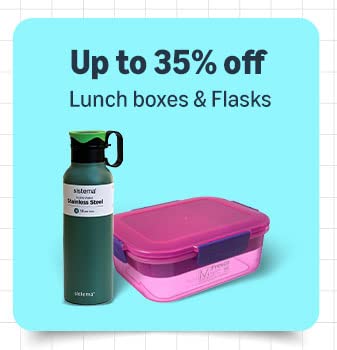 Up to 35% off
Lunch boxes & Flasks
sistema®
Stainless Steel
sistema®